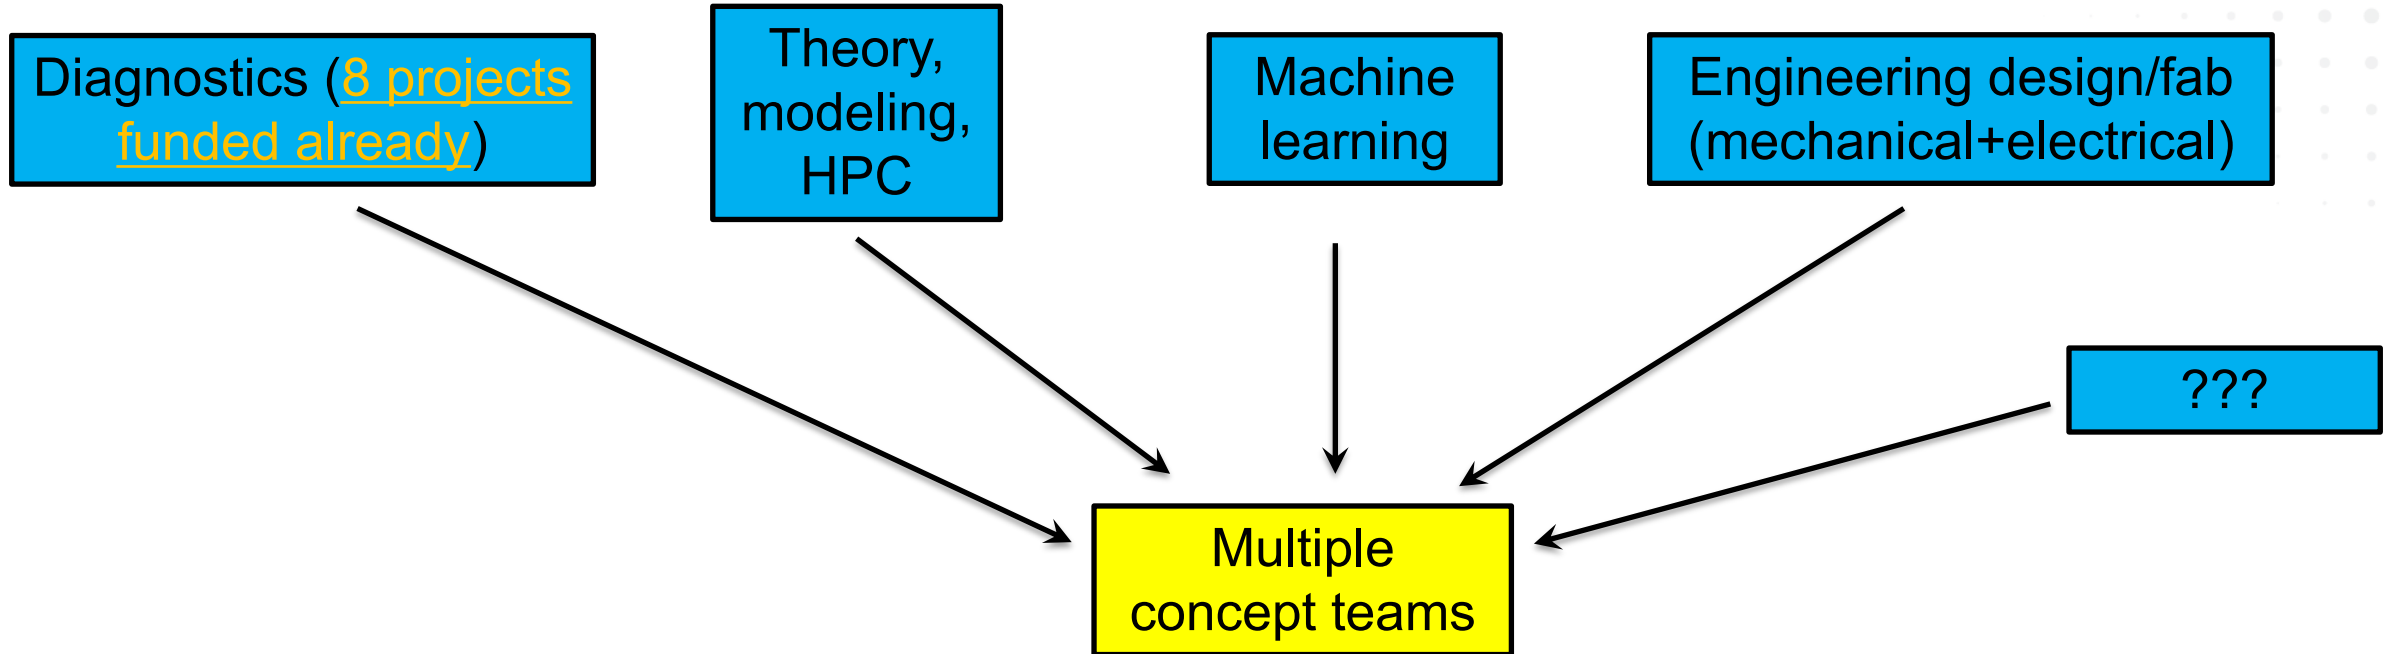 Diagnostics (8 projects
funded already)
Theory,
modeling,
HPC
Machine
learning
Engineering design/fab
(mechanical+electrical)
???
Multiple
concept teams